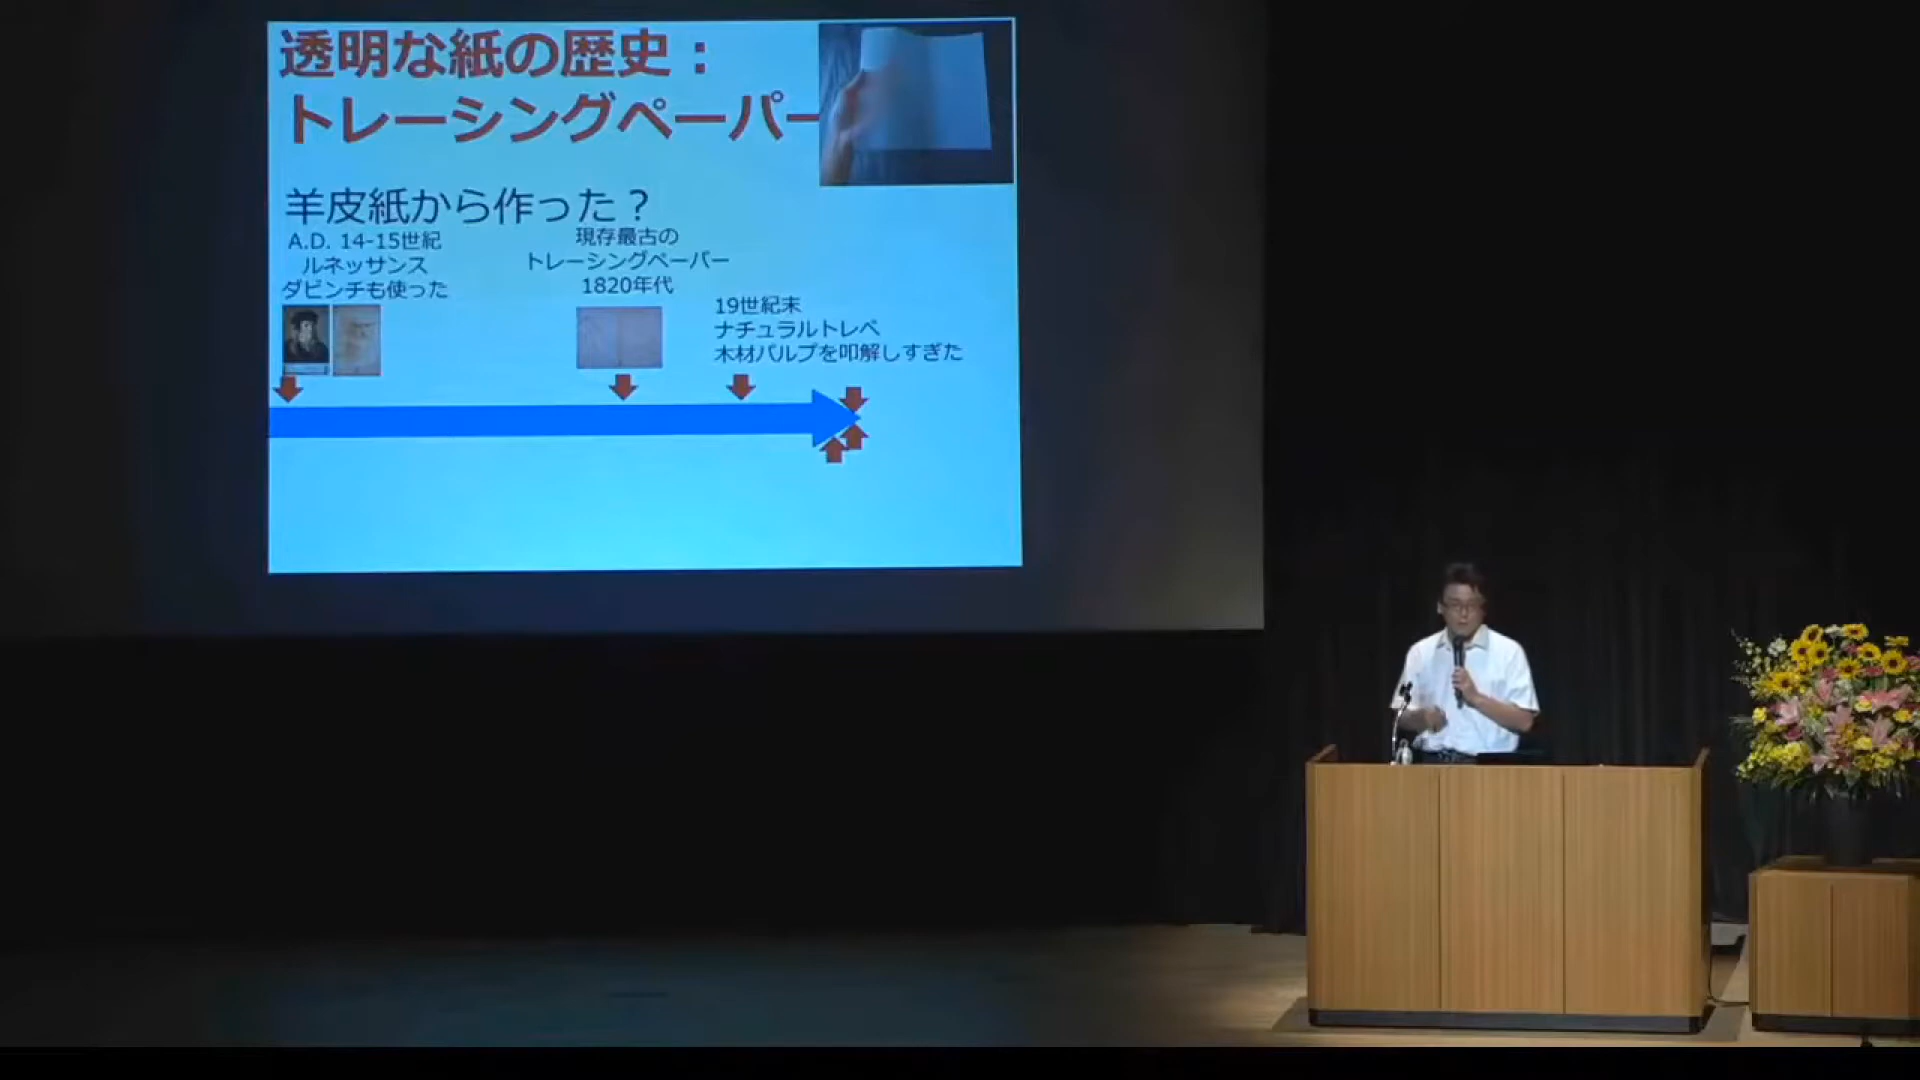 透明な紙の歴史：
トレーシングペーパー
羊皮紙から作った？
A.D. 14-15世紀
ルネッサンス
ダビンチも使った
現存最古の
トレーシングペーパー
1820年代
19世紀末
ナチュラルトレペ
木材パルプを叩解しすぎた